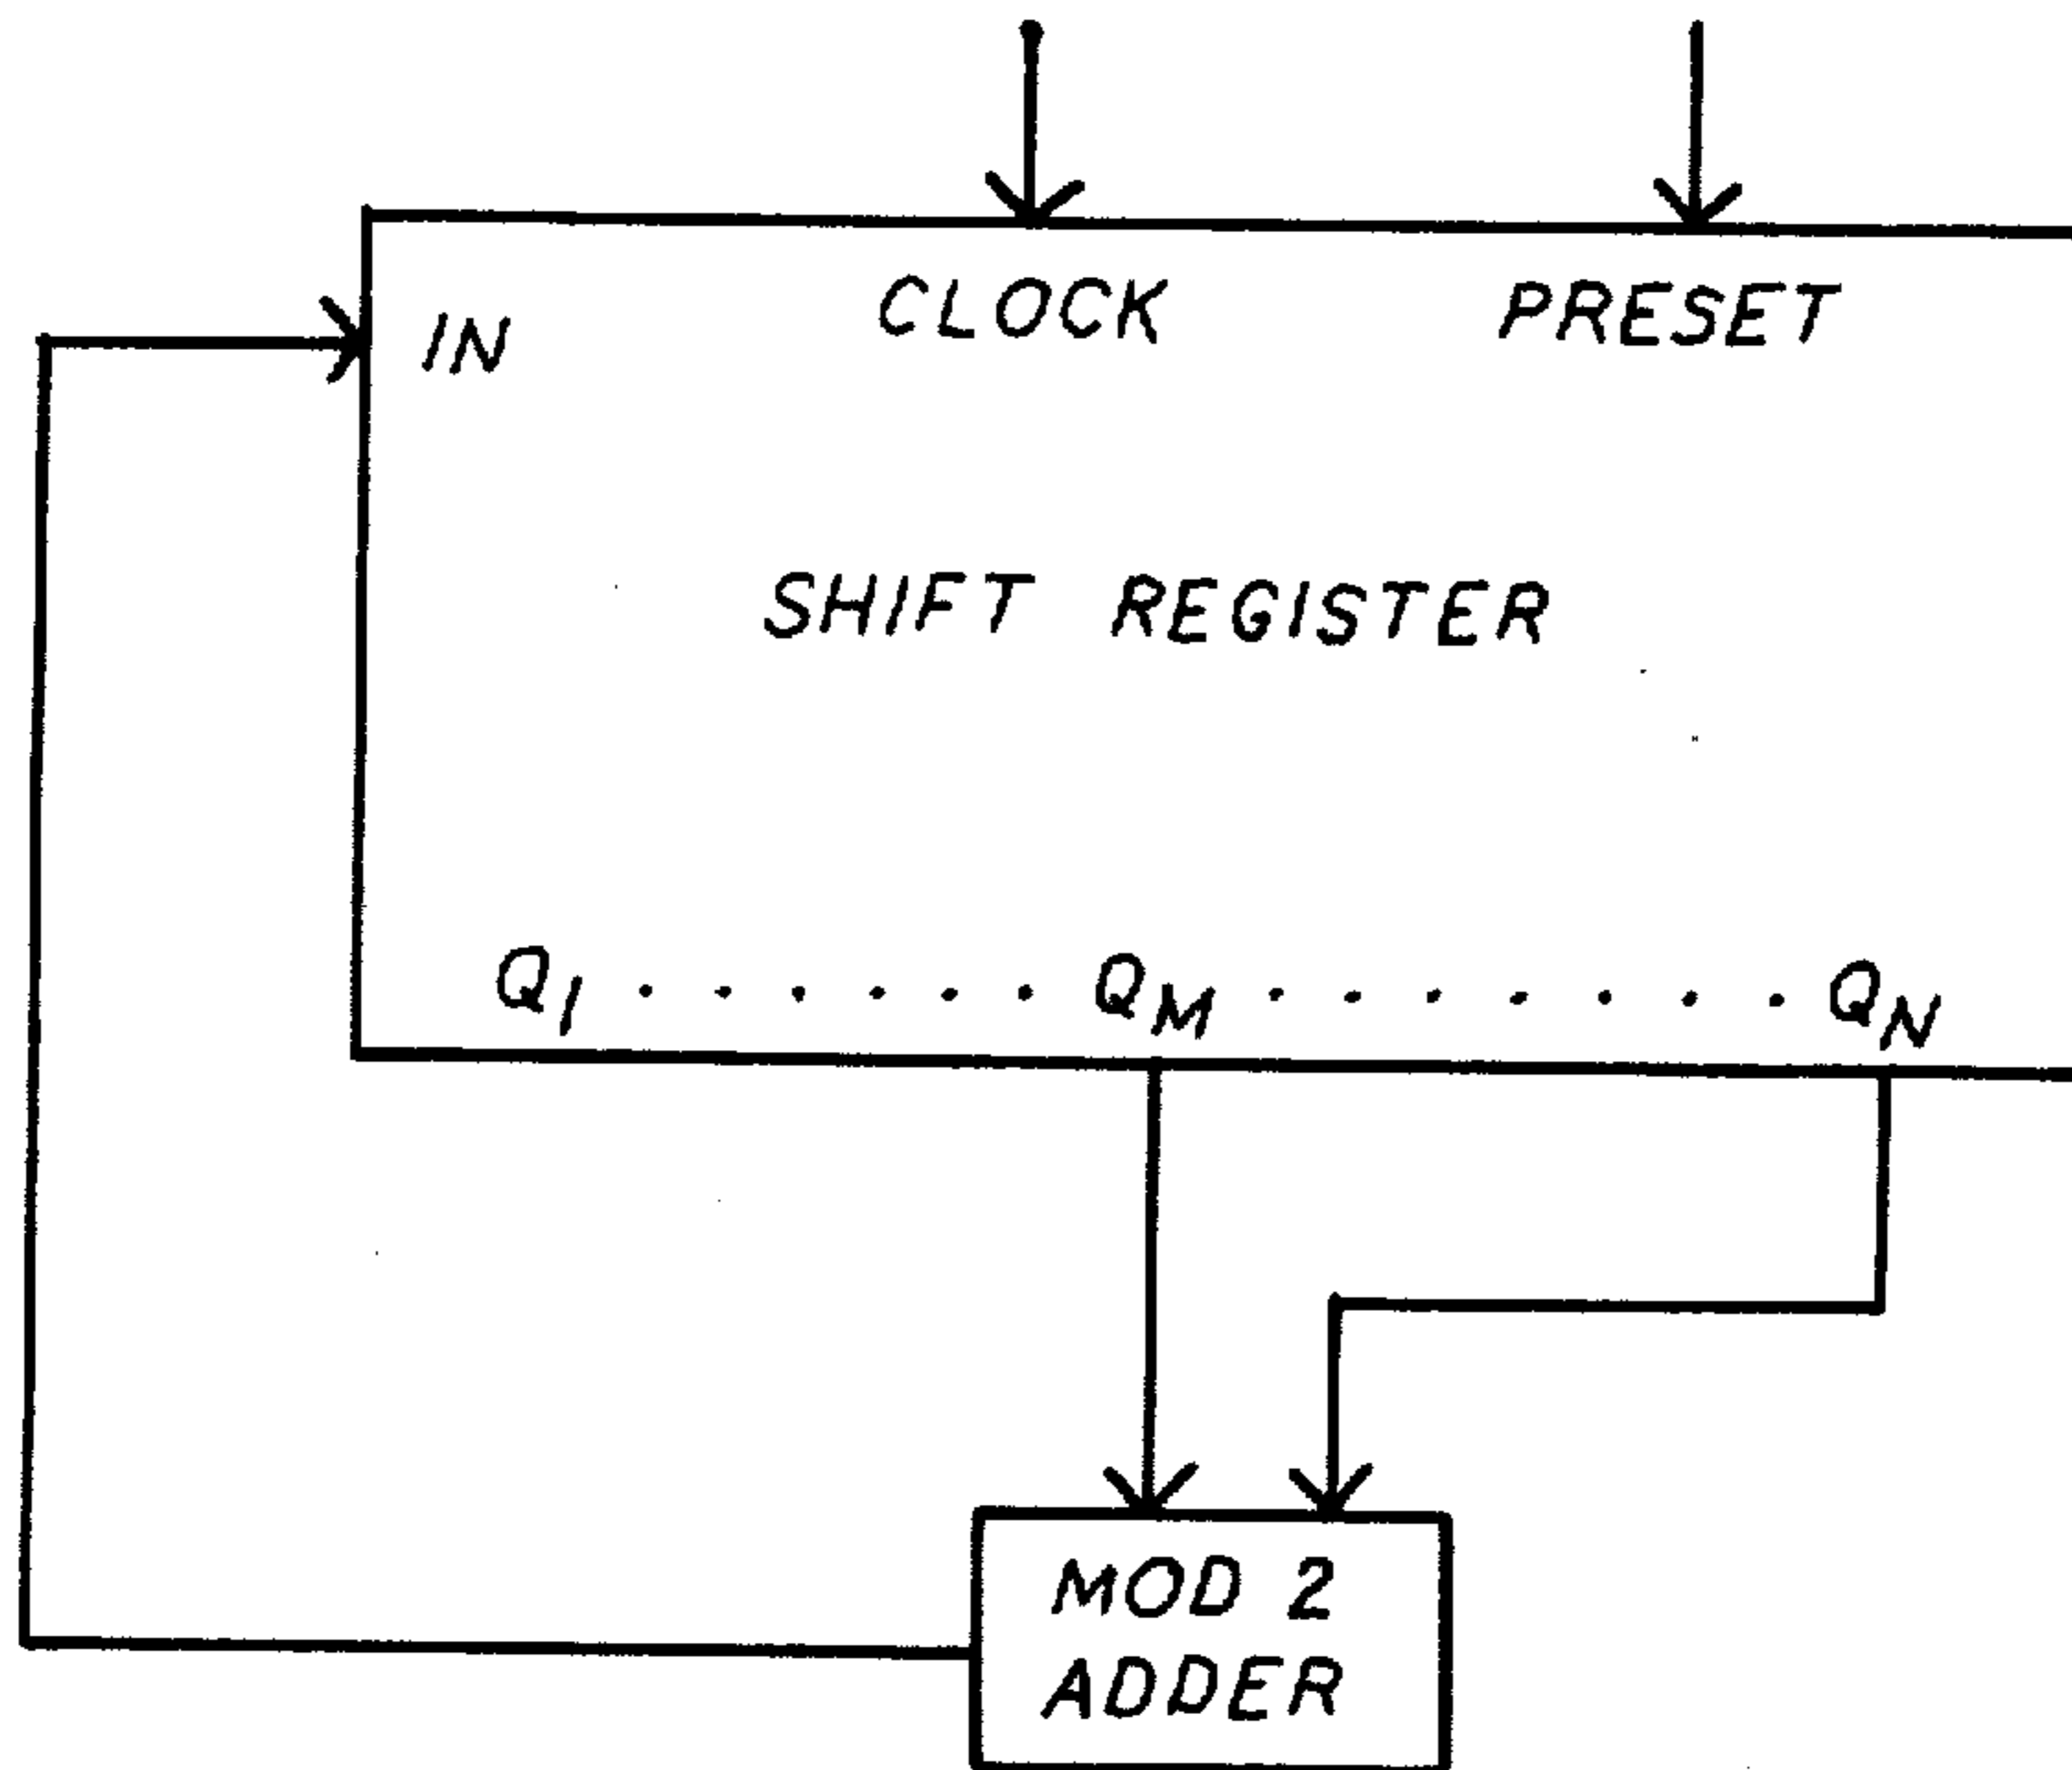 CLOCK PRESET
IN
SHIFT REGISTER
Q1 . . . . . . QM . . . . . . . QN
MOD 2
ADDER